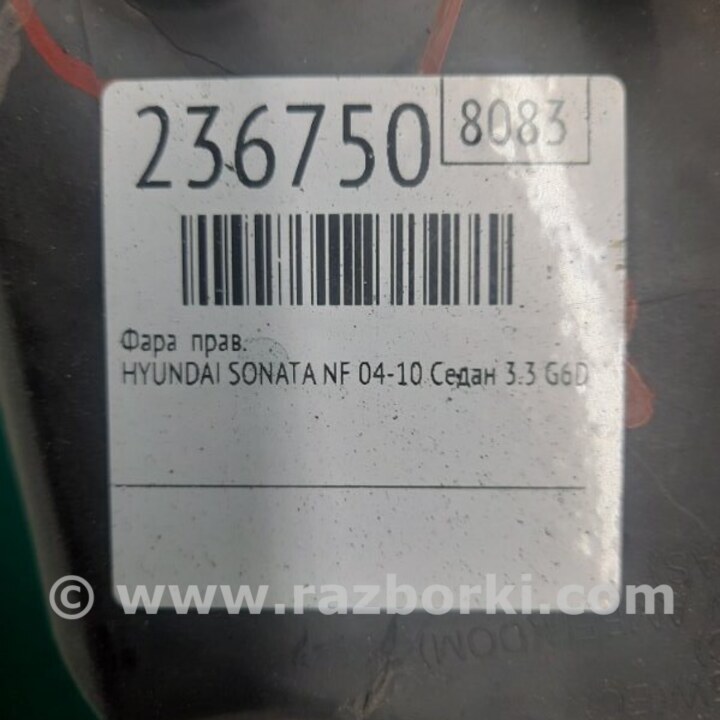 236750 8083
Фара прав.
HYUNDAI SONATA NF 04-10 Седан 3.3 G6D
© www.razborki.com